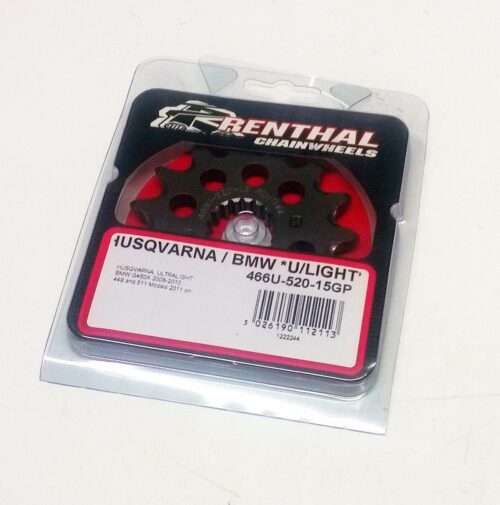 RENTHAL
CHAINWHEELS
HUSQVARNA / BMW *U/LIGHT*
466U-520-15GP
HUSQVARNA ULTRALIGHT
BMW G450X 2008-2010
449 and 511 Models 2011 on
5 026190 112113
1222244